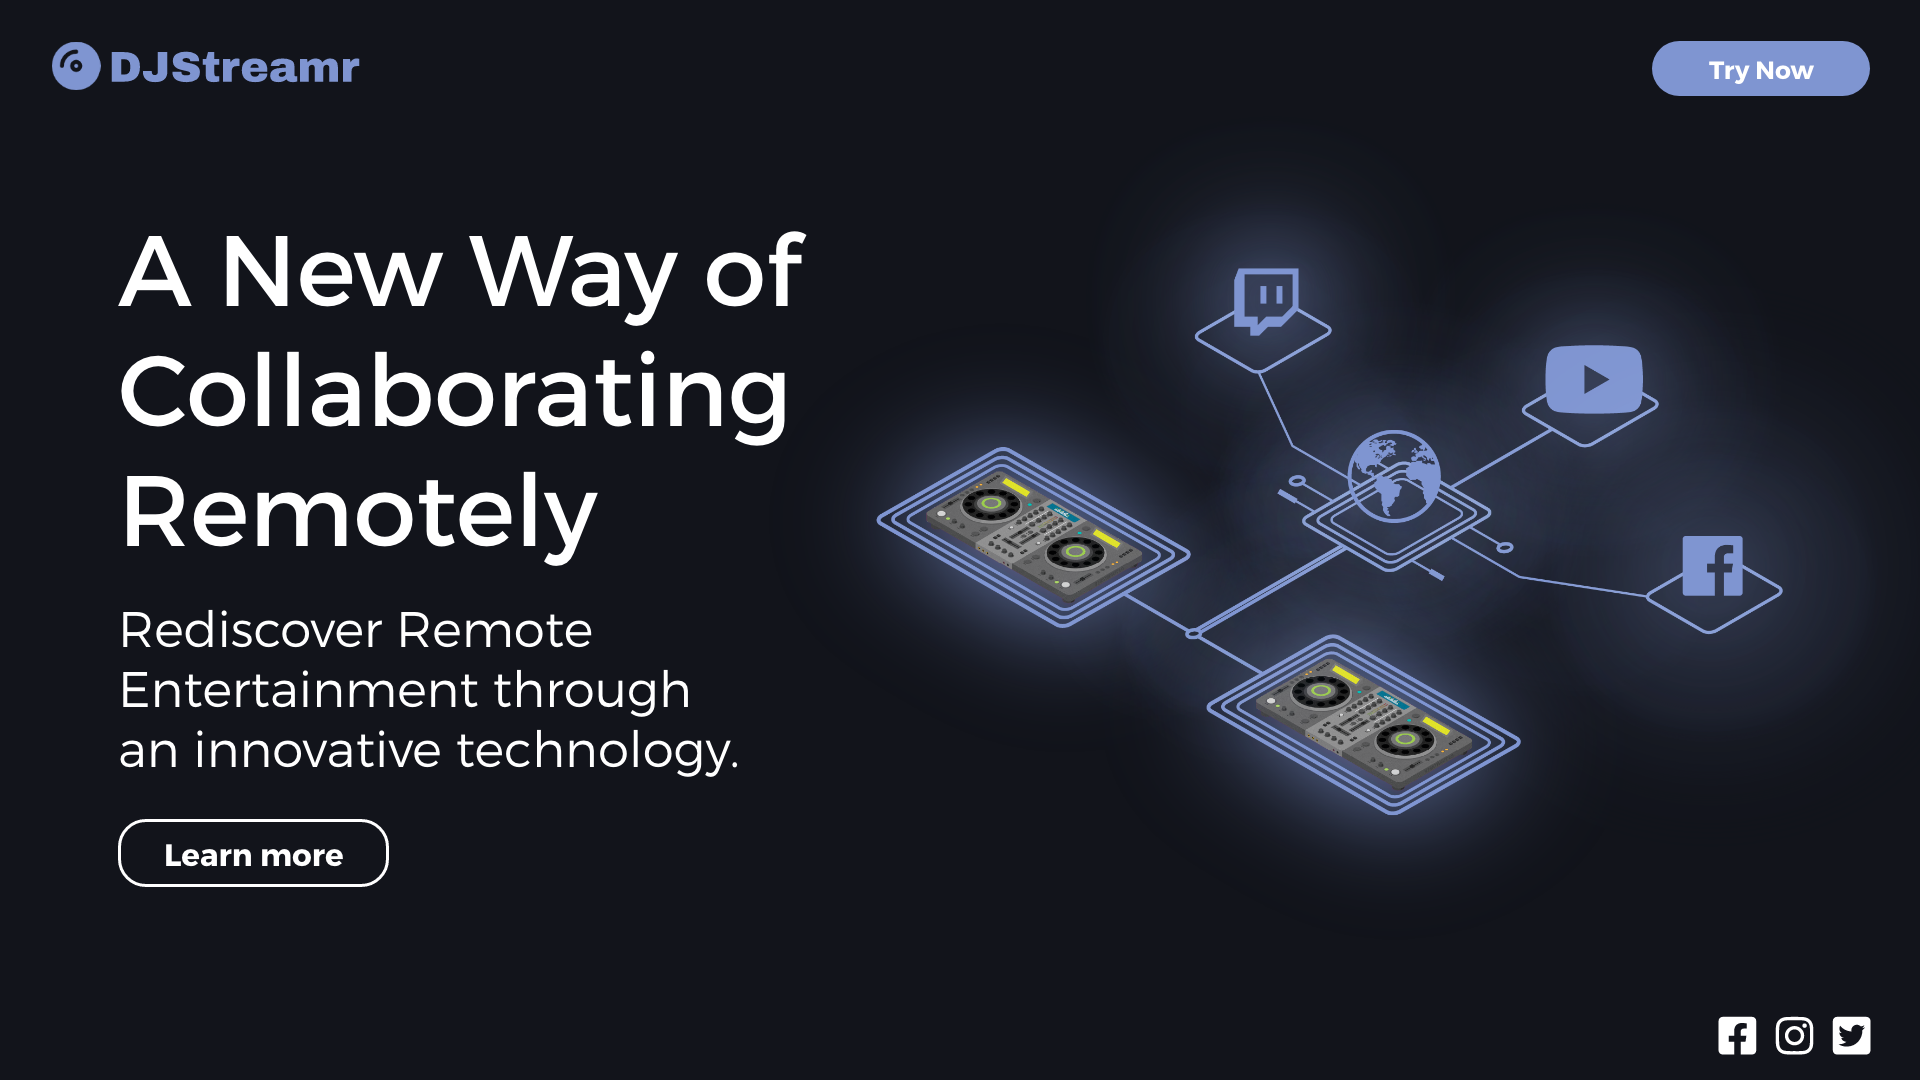 DJStreamr
Try Now
A New Way of
Collaborating
Remotely
Rediscover Remote
Entertainment through
an innovative technology.
Learn more